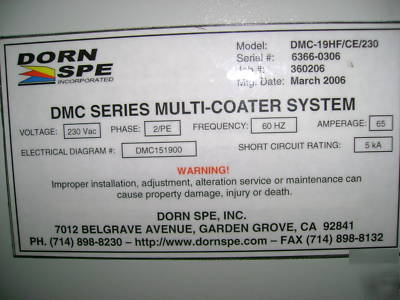 DORN
SPE
INCORPORATED
Model: DMC-19HF/CE/230
Serial #: 6366-0306
Job #: 360206
Mfg. Dt: March 2006
DMC SERIES MULTI-COATER SYSTEM
VOLTAGE: 230 Vac PHASE: 2/PE FREQUENCY: 60 HZ AMPERAGE: 65
ELECTRICAL DIAGRAM #: DMC151900 SHORT CIRCUIT RATING: 5 kA
WARNING!
Improper installation, adjustment, alteration service or maintenance can
cause property damage, injury or death.
DORN SPE, INC.
7012 BELGRAVE AVENUE, GARDEN GROVE, CA 92841
PH. (714) 898-8230 – http://www.dornspe.com – FAX (714) 898-8132